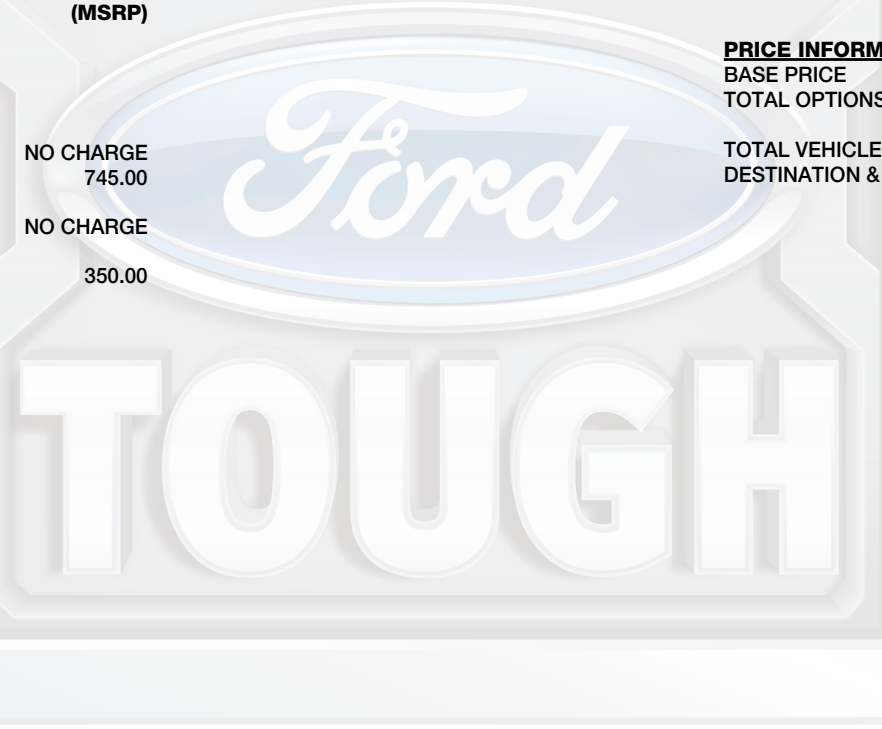 (MSRP)
NO CHARGE
745.00
NO CHARGE
350.00
PRICE INFORM
BASE PRICE
TOTAL OPTIONS
TOTAL VEHICLE
DESTINATION &
Ford
TOUGH